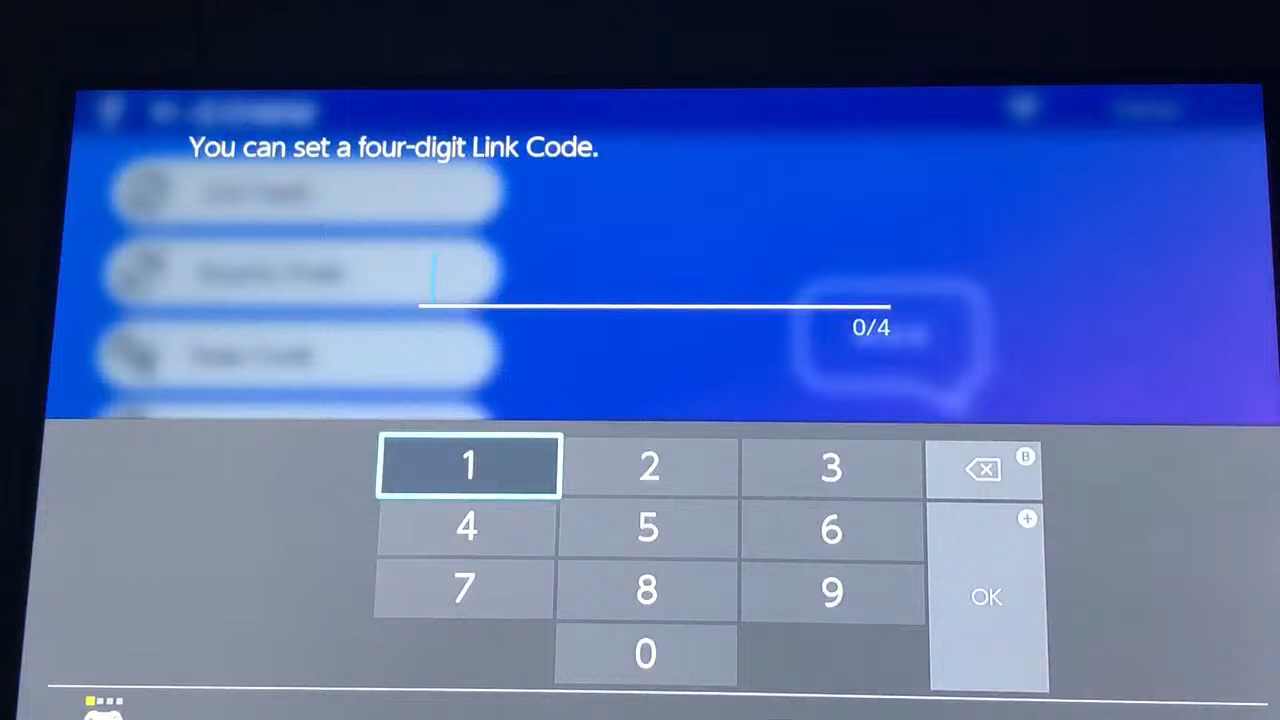 You can set a four-digit Link Code.
0/4
1 2 3 B
4 5 6 +
7 8 9 OK
0